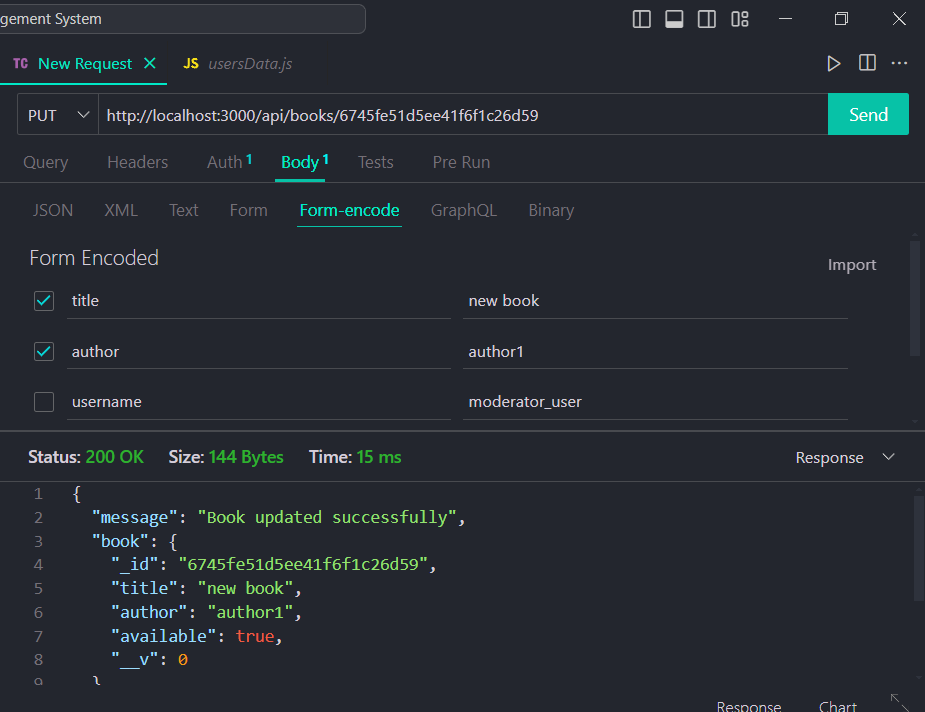 gement System
TC New Request JS usersData.js
PUT http://localhost:3000/api/books/6745fe51d5ee41f6f1c26d59 Send
Query Headers Auth 1 Body 1 Tests Pre Run
JSON XML Text Form Form-encode GraphQL Binary
Form Encoded
Import
title new book
author author1
username moderator_user
Status: 200 OK Size: 144 Bytes Time: 15 ms Response
1 {
2 "message": "Book updated successfully",
3 "book": {
4 "_id": "6745fe51d5ee41f6f1c26d59",
5 "title": "new book",
6 "author": "author1",
7 "available": true,
8 "__v": 0
9 }
Response Chart